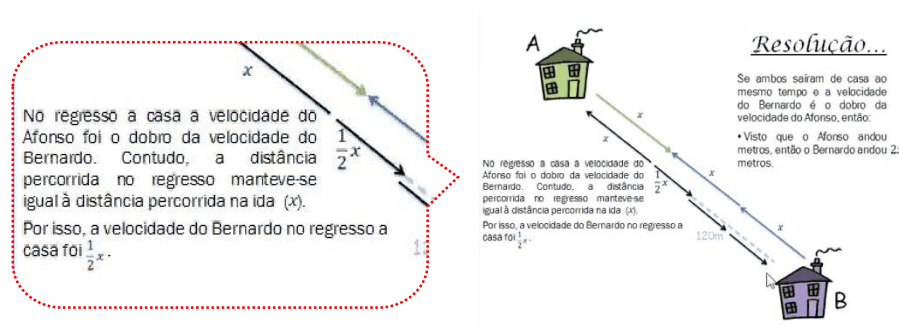 x
No regresso a casa a velocidade do
Afonso foi o dobro da velocidade do
Bernardo. Contudo, a distância
percorrida no regresso manteve-se
igual à distância percorrida na ida (x).
Por isso, a velocidade do Bernardo no regresso a
casa foi 1/2 x.
1/2 x
A
Resolução...
Se ambos saíram de casa ao
mesmo tempo e a velocidade
do Bernardo é o dobro da
velocidade do Afonso, então:
• Visto que o Afonso andou
metros, então o Bernardo andou 2
metros.
x
x
x
x
No regresso a casa a velocidade do
Afonso foi o dobro da velocidade do
Bernardo. Contudo, a distância
percorrida no regresso manteve-se
igual à distância percorrida na ida (x).
Por isso, a velocidade do Bernardo no regresso a
casa foi 1/2 x.
1/2 x
120m
B